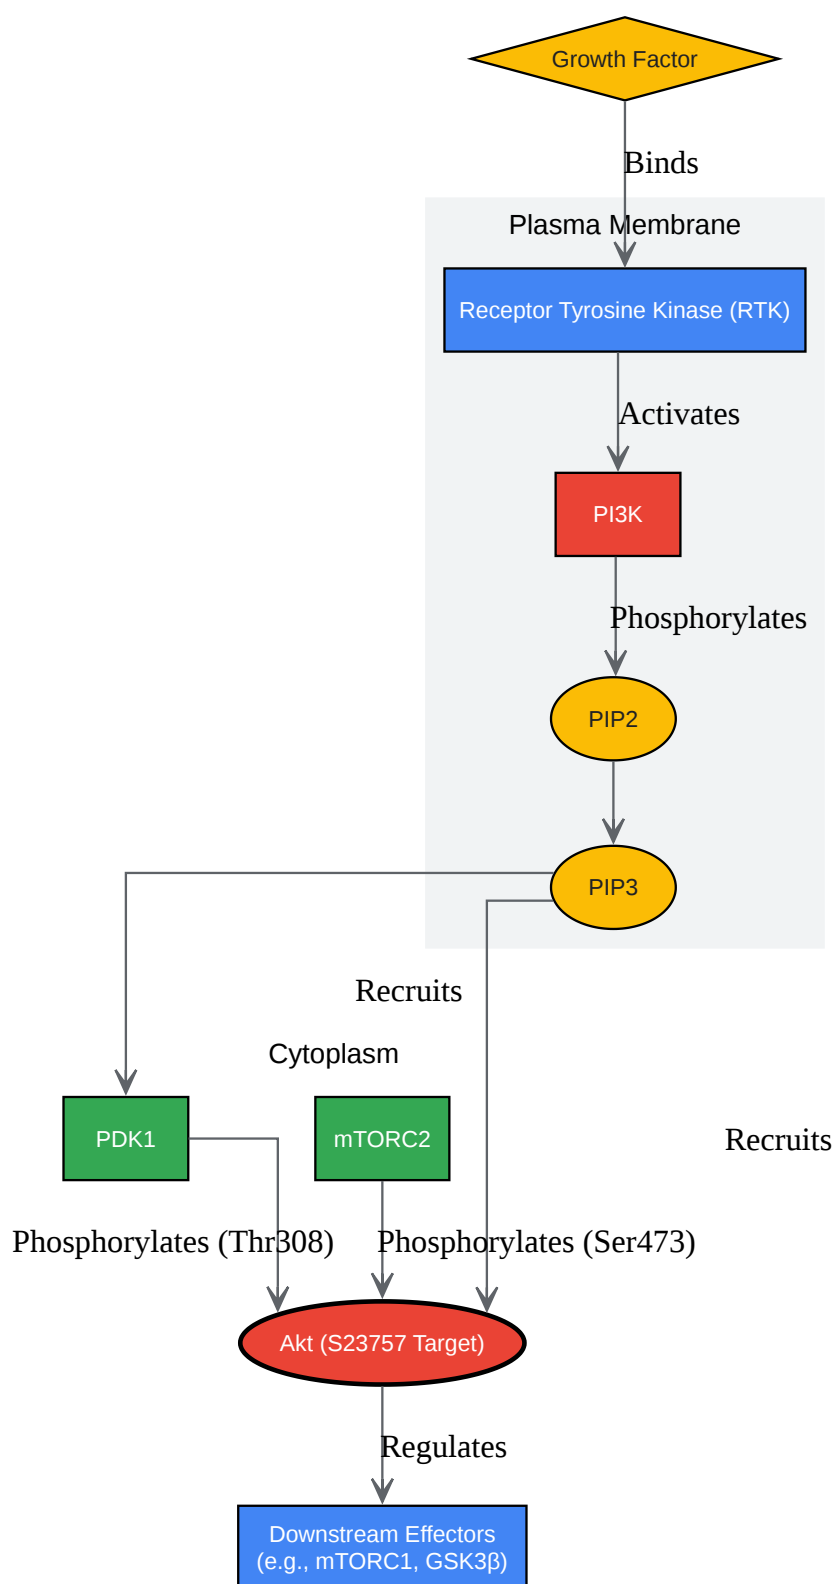 Growth Factor
Binds
Plasma Membrane
Receptor Tyrosine Kinase (RTK)
Activates
PI3K
Phosphorylates
PIP2
PIP3
Recruits
Cytoplasm
PDK1
mTORC2
Recruits
Phosphorylates (Thr308)
Phosphorylates (Ser473)
Akt (S23757 Target)
Regulates
Downstream Effectors
(e.g., mTORC1, GSK3β)